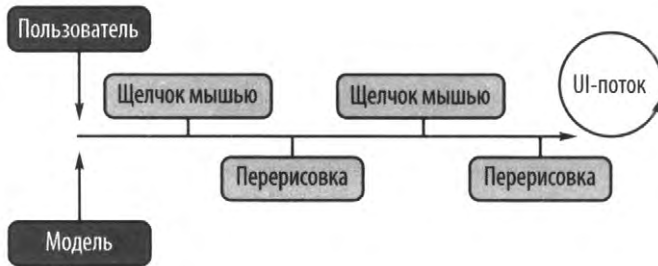 Пользователь
Щелчок мышью
Щелчок мышью
UI-поток
Перерисовка
Перерисовка
Модель